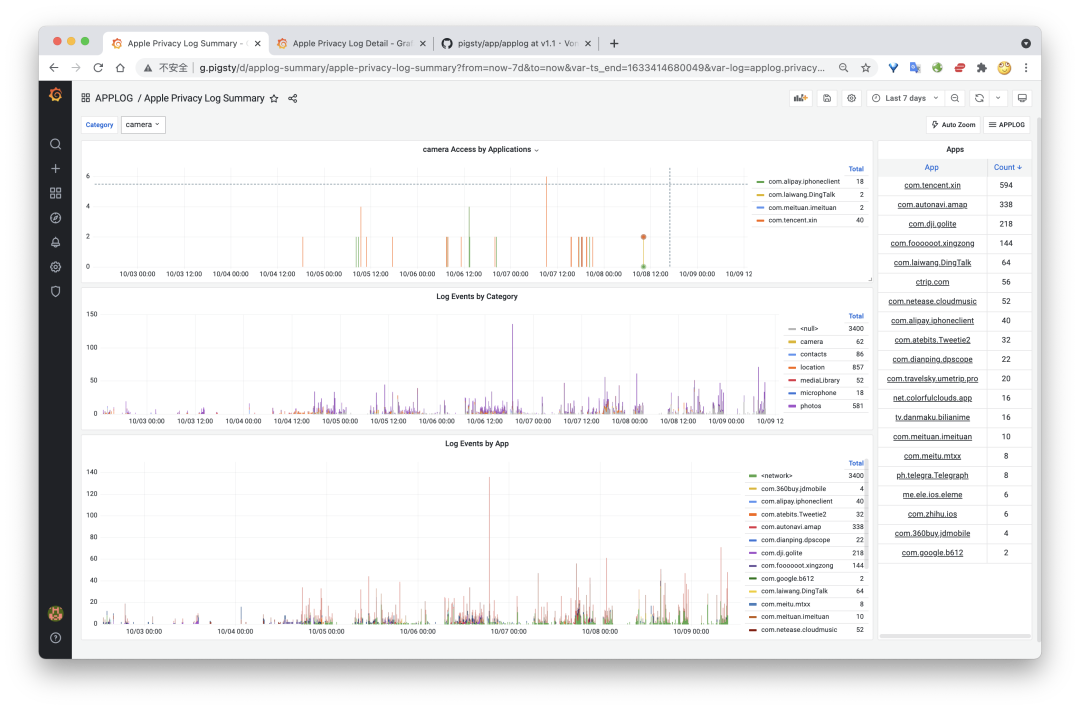 Apple Privacy Log Summary - G
Apple Privacy Log Detail - Graf
pigsty/app/applog at v1.1 - Von
不安全 | g.pigsty/d/applog-summary/apple-privacy-log-summary?from=now-7d&to=now&var-ts_end=1633414680049&var-log=applog.privacy...
APPLOG / Apple Privacy Log Summary
Last 7 days
Category camera
Auto Zoom
APPLOG
camera Access by Applications
6
4
2
0
10/03 00:00 10/03 12:00 10/04 00:00 10/04 12:00 10/05 00:00 10/05 12:00 10/06 00:00 10/06 12:00 10/07 00:00 10/07 12:00 10/08 00:00 10/08 12:00 10/09 00:00 10/09 12
Total
com.alipay.iphoneclient 18
com.laiwang.DingTalk 2
com.meituan.imeituan 2
com.tencent.xin 40
Log Events by Category
150
100
50
0
10/03 00:00 10/03 12:00 10/04 00:00 10/04 12:00 10/05 00:00 10/05 12:00 10/06 00:00 10/06 12:00 10/07 00:00 10/07 12:00 10/08 00:00 10/08 12:00 10/09 00:00 10/09 12
Total
<null> 3400
camera 62
contacts 86
location 857
mediaLibrary 52
microphone 18
photos 581
Log Events by App
140
120
100
80
60
40
20
0
10/03 00:00 10/04 00:00 10/05 00:00 10/06 00:00 10/07 00:00 10/08 00:00 10/09 00:00
Total
<network> 3400
com.360buy.jdmobile 4
com.alipay.iphoneclient 40
com.atebits.Tweetie2 32
com.autonavi.amap 338
com.dianping.dpscope 22
com.dji.golite 218
com.foooooot.xingzong 144
com.google.b612 2
com.laiwang.DingTalk 64
com.meitu.mtxx 8
com.meituan.imeituan 10
com.netease.cloudmusic 52
Apps
App Count
com.tencent.xin 594
com.autonavi.amap 338
com.dji.golite 218
com.foooooot.xingzong 144
com.laiwang.DingTalk 64
ctrip.com 56
com.netease.cloudmusic 52
com.alipay.iphoneclient 40
com.atebits.Tweetie2 32
com.dianping.dpscope 22
com.travelsky.umetrip.pro 20
net.colorfulclouds.app 16
tv.danmaku.bilianime 16
com.meituan.imeituan 10
com.meitu.mtxx 8
ph.telegra.Telegraph 8
me.ele.ios.eleme 6
com.zhihu.ios 6
com.360buy.jdmobile 4
com.google.b612 2